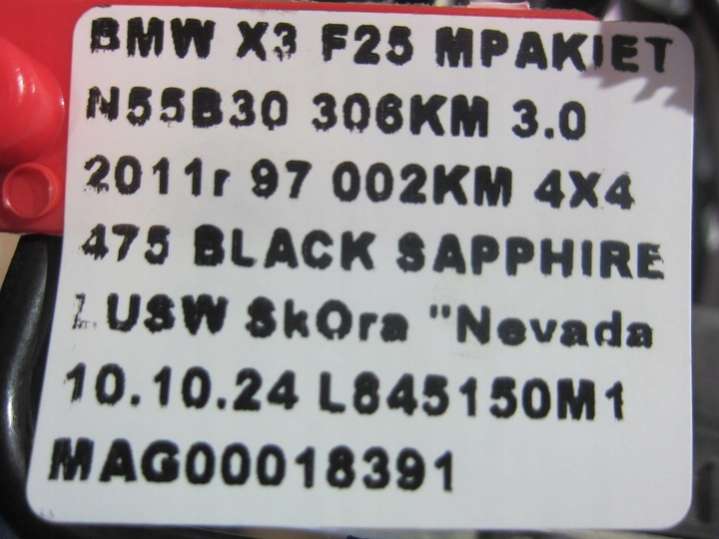 BMW X3 F25 MPAKIET
N55B30 306KM 3.0
2011r 97 002KM 4X4
475 BLACK SAPPHIRE
LUSW SkOra "Nevada
10.10.24 L845150M1
MAG00018391